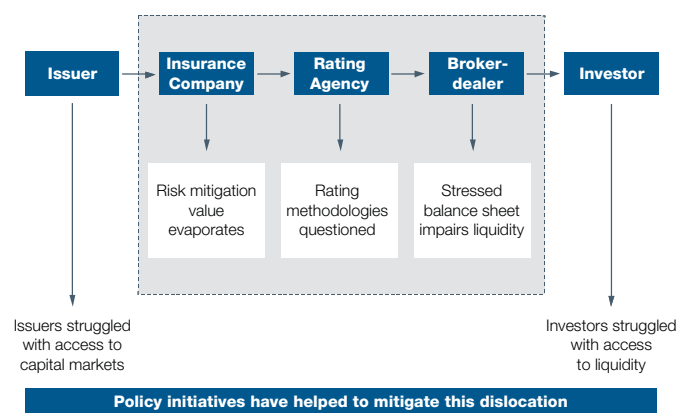 Issuer
Insurance
Company
Rating
Agency
Broker-
dealer
Investor
Risk mitigation
value
evaporates
Rating
methodologies
questioned
Stressed
balance sheet
impairs liquidity
Issuers struggled
with access to
capital markets
Investors struggled
with access
to liquidity
Policy initiatives have helped to mitigate this dislocation